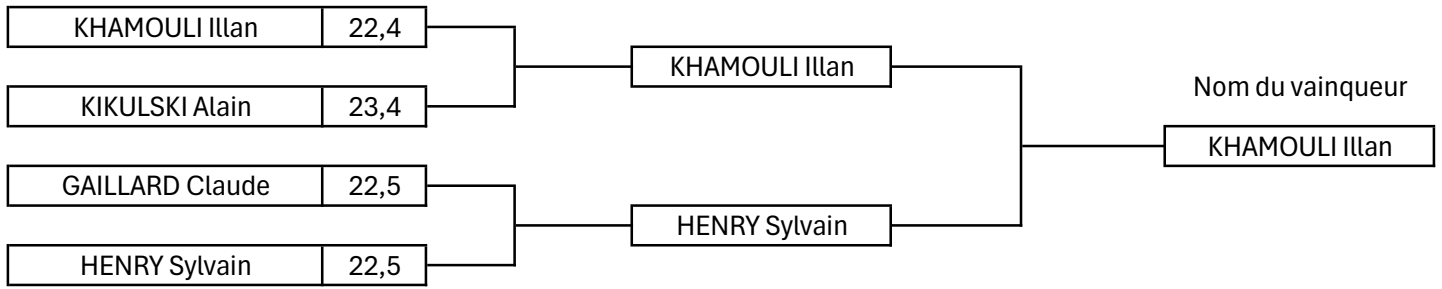 KHAMOULI Illan 22,4
KIKULSKI Alain 23,4
GAILLARD Claude 22,5
HENRY Sylvain 22,5
KHAMOULI Illan
HENRY Sylvain
Nom du vainqueur
KHAMOULI Illan